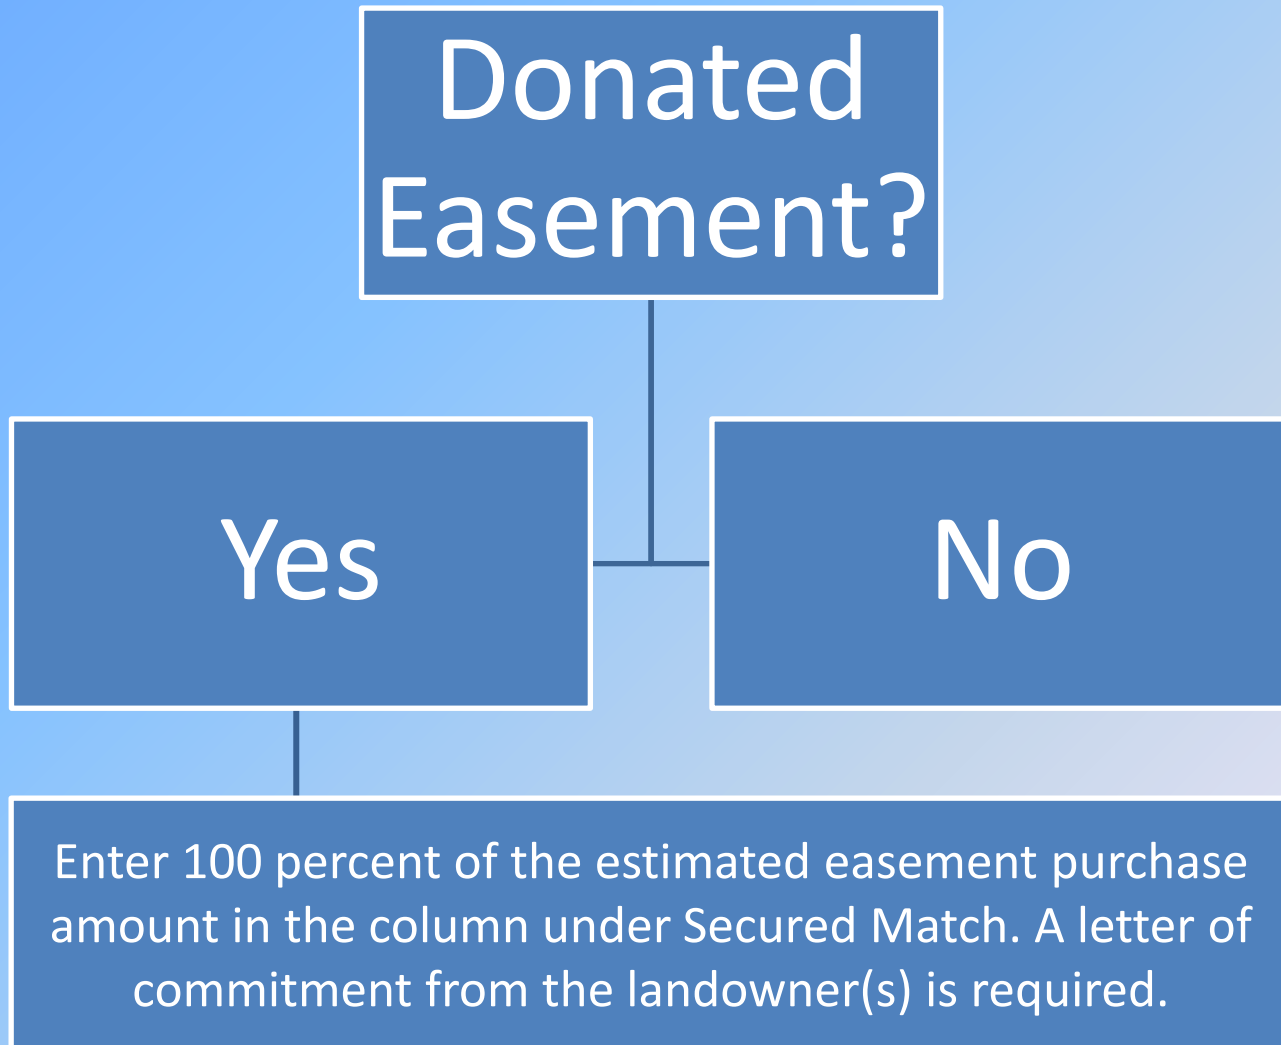 Donated
Easement?
Yes
No
Enter 100 percent of the estimated easement purchase
amount in the column under Secured Match. A letter of
commitment from the landowner(s) is required.